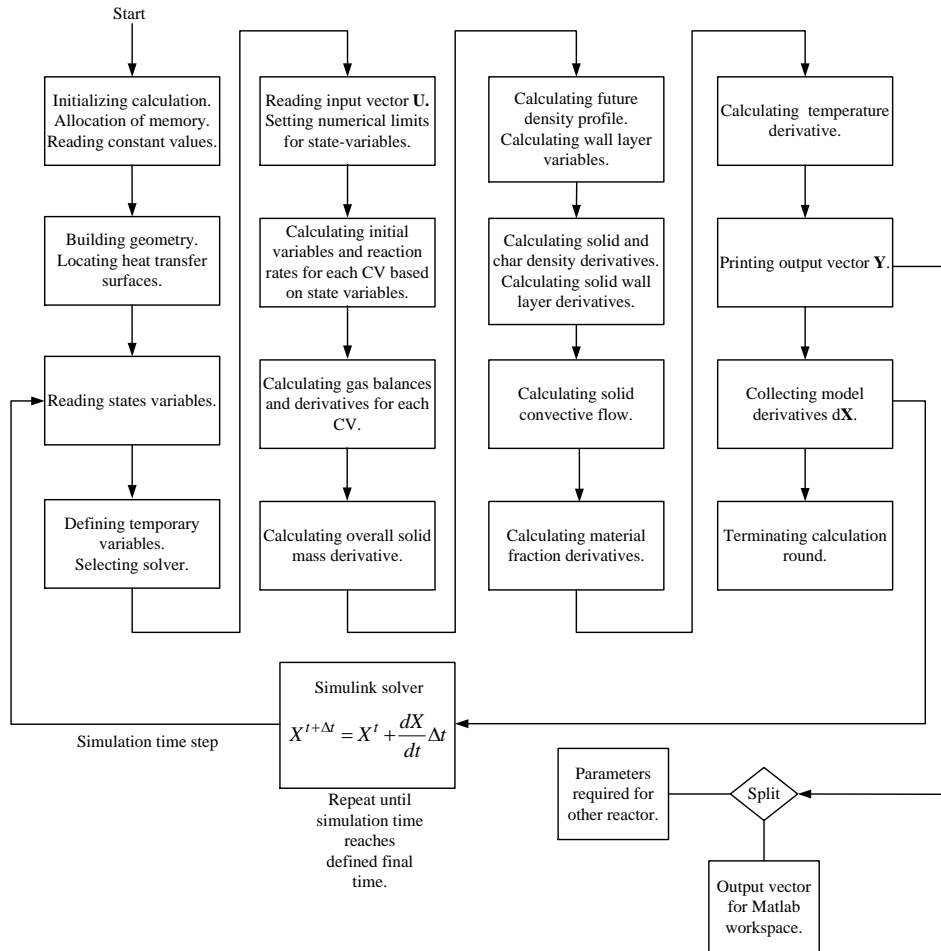 Start
Initializing calculation.
Allocation of memory.
Reading constant values.
Building geometry.
Locating heat transfer
surfaces.
Reading states variables.
Defining temporary
variables.
Selecting solver.
Reading input vector U.
Setting numerical limits
for state-variables.
Calculating initial
variables and reaction
rates for each CV based
on state variables.
Calculating gas balances
and derivatives for each
CV.
Calculating overall solid
mass derivative.
Calculating future
density profile.
Calculating wall layer
variables.
Calculating solid and
char density derivatives.
Calculating solid wall
layer derivatives.
Calculating solid
convective flow.
Calculating material
fraction derivatives.
Calculating temperature
derivative.
Printing output vector Y.
Collecting model
derivatives dX.
Terminating calculation
round.
Simulink solver
X^{t+Δt} = X^t + \frac{dX}{dt} Δt
Simulation time step
Repeat until
simulation time
reaches
defined final
time.
Parameters
required for
other reactor.
Split
Output vector
for Matlab
workspace.